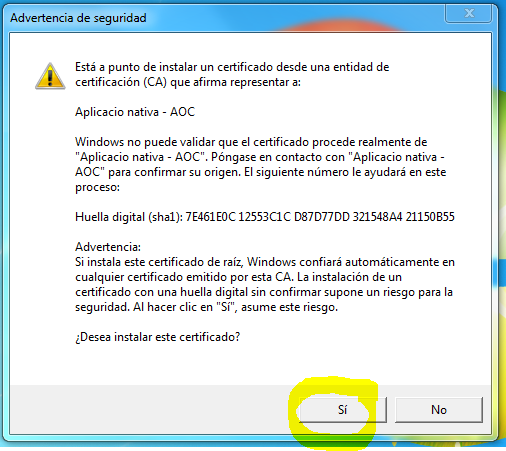 Advertencia de seguridad
Está a punto de instalar un certificado desde una entidad de
certificación (CA) que afirma representar a:
Aplicacio nativa - AOC
Windows no puede validar que el certificado procede realmente de
"Aplicacio nativa - AOC". Póngase en contacto con "Aplicacio nativa -
AOC" para confirmar su origen. El siguiente número le ayudará en este
proceso:
Huella digital (sha1): 7E461E0C 12553C1C D87D77DD 321548A4 21150B55
Advertencia:
Si instala este certificado de raíz, Windows confiará automáticamente en
cualquier certificado emitido por esta CA. La instalación de un
certificado con una huella digital sin confirmar supone un riesgo para la
seguridad. Al hacer clic en "Sí", asume este riesgo.
¿Desea instalar este certificado?
Sí No